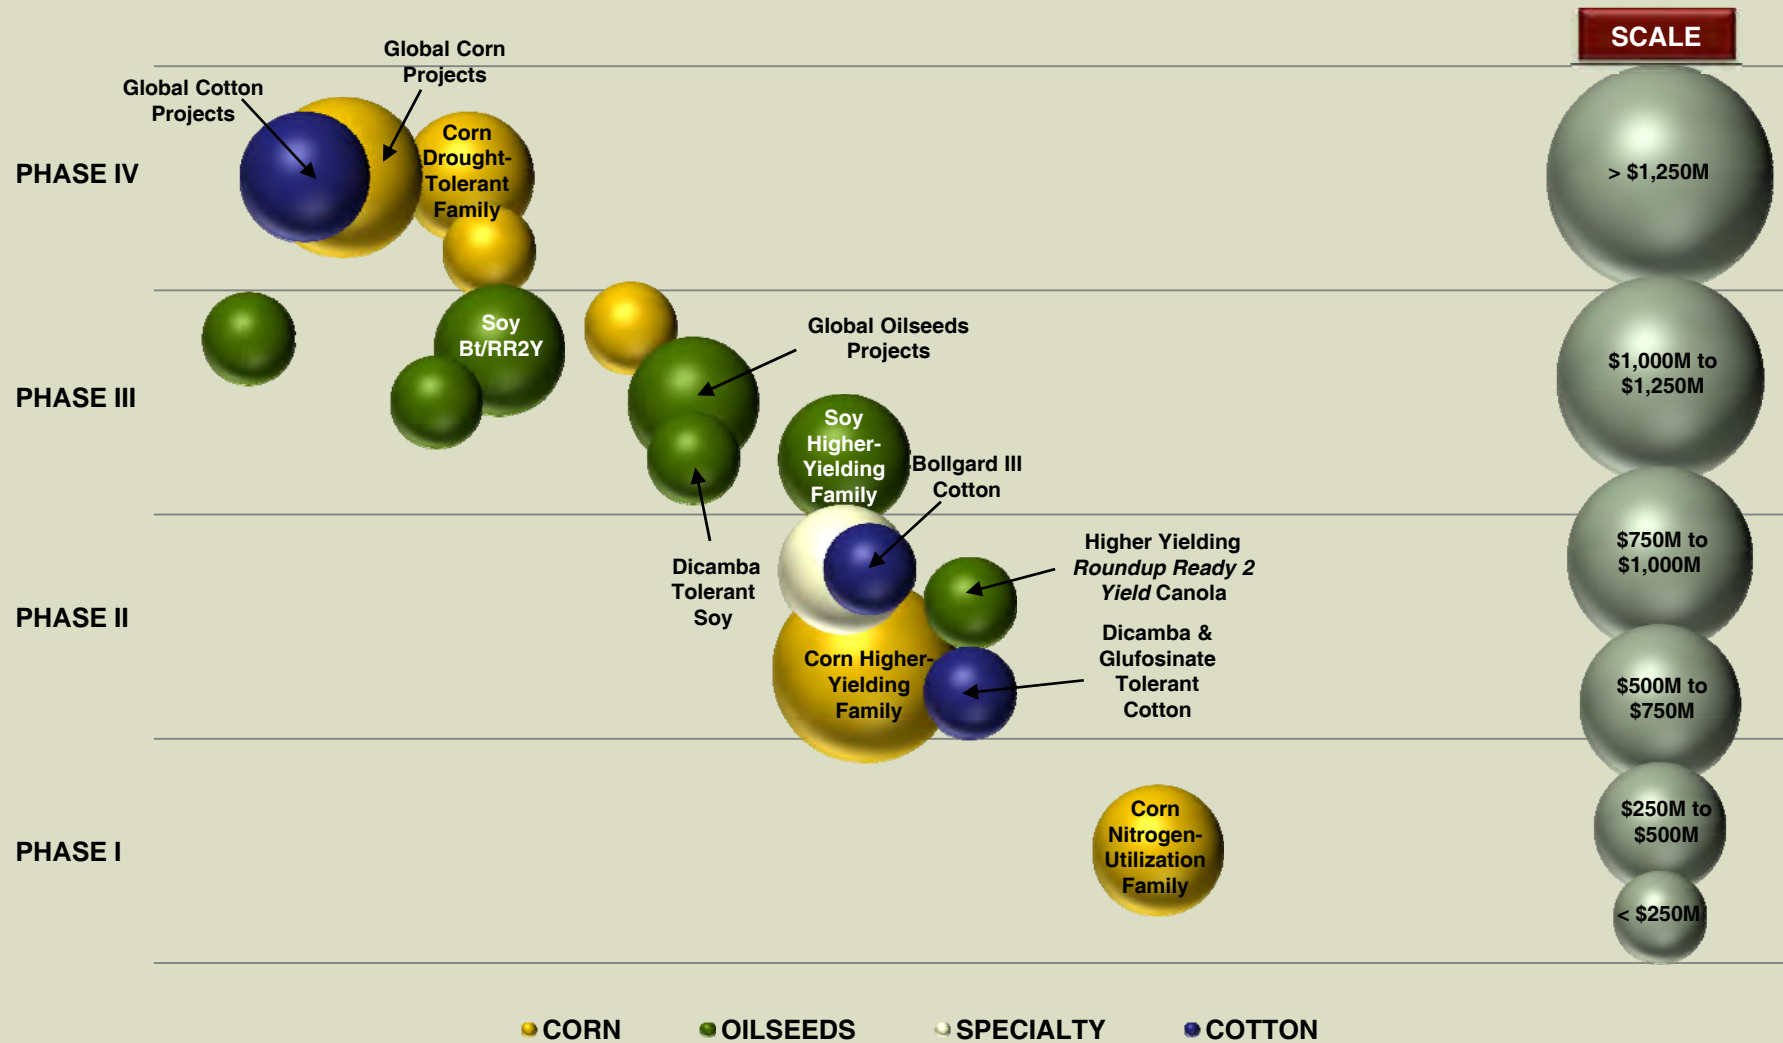 SCALE
Global Corn
Projects
Global Cotton
Projects
Corn
Drought-
Tolerant
Family
PHASE IV
> $1,250M
Soy
Bt/RR2Y
Global Oilseeds
Projects
PHASE III
$1,000M to
$1,250M
Soy
Higher-
Yielding
Family
Bollgard III
Cotton
Dicamba
Tolerant
Soy
Higher Yielding
Roundup Ready 2
Yield Canola
$750M to
$1,000M
PHASE II
Corn Higher-
Yielding
Family
Dicamba &
Glufosinate
Tolerant
Cotton
$500M to
$750M
PHASE I
Corn
Nitrogen-
Utilization
Family
$250M to
$500M
< $250M
CORN OILSEEDS SPECIALTY COTTON